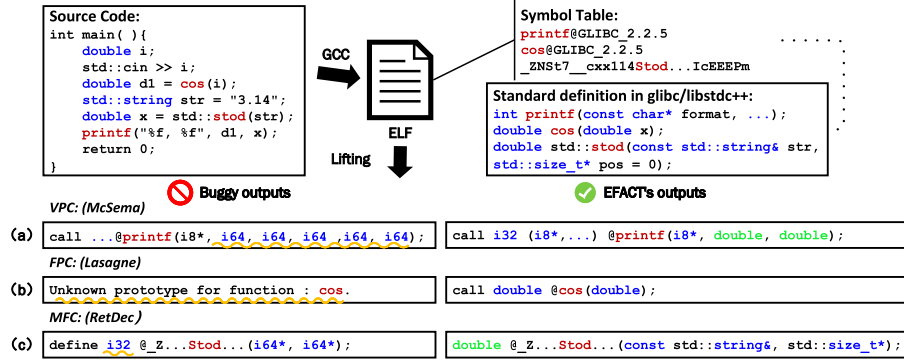 Source Code:
int main( ){
double i;
std::cin >> i;
double d1 = cos(i);
std::string str = "3.14";
double x = std::stod(str);
printf("%f, %f", d1, x);
return 0;
}
GCC
ELF
Lifting
Symbol Table:
printf@GLIBC_2.2.5
cos@GLIBC_2.2.5
_ZNSt7__cxx114Stod...IcEEEPm
Standard definition in glibc/libstdc++:
int printf(const char* format, ...);
double cos(double x);
double std::stod(const std::string& str,
std::size_t* pos = 0);
Buggy outputs
EFACT's outputs
VPC: (McSema)
(a)
call ...@printf(i8*, i64, i64, i64 ,i64, i64);
call i32 (i8*,...) @printf(i8*, double, double);
FPC: (Lasagne)
(b)
Unknown prototype for function : cos.
call double @cos(double);
MFC: (RetDec)
(c)
define i32 @_Z...Stod...(i64*, i64*);
double @_Z...Stod...(const std::string&, std::size_t*);